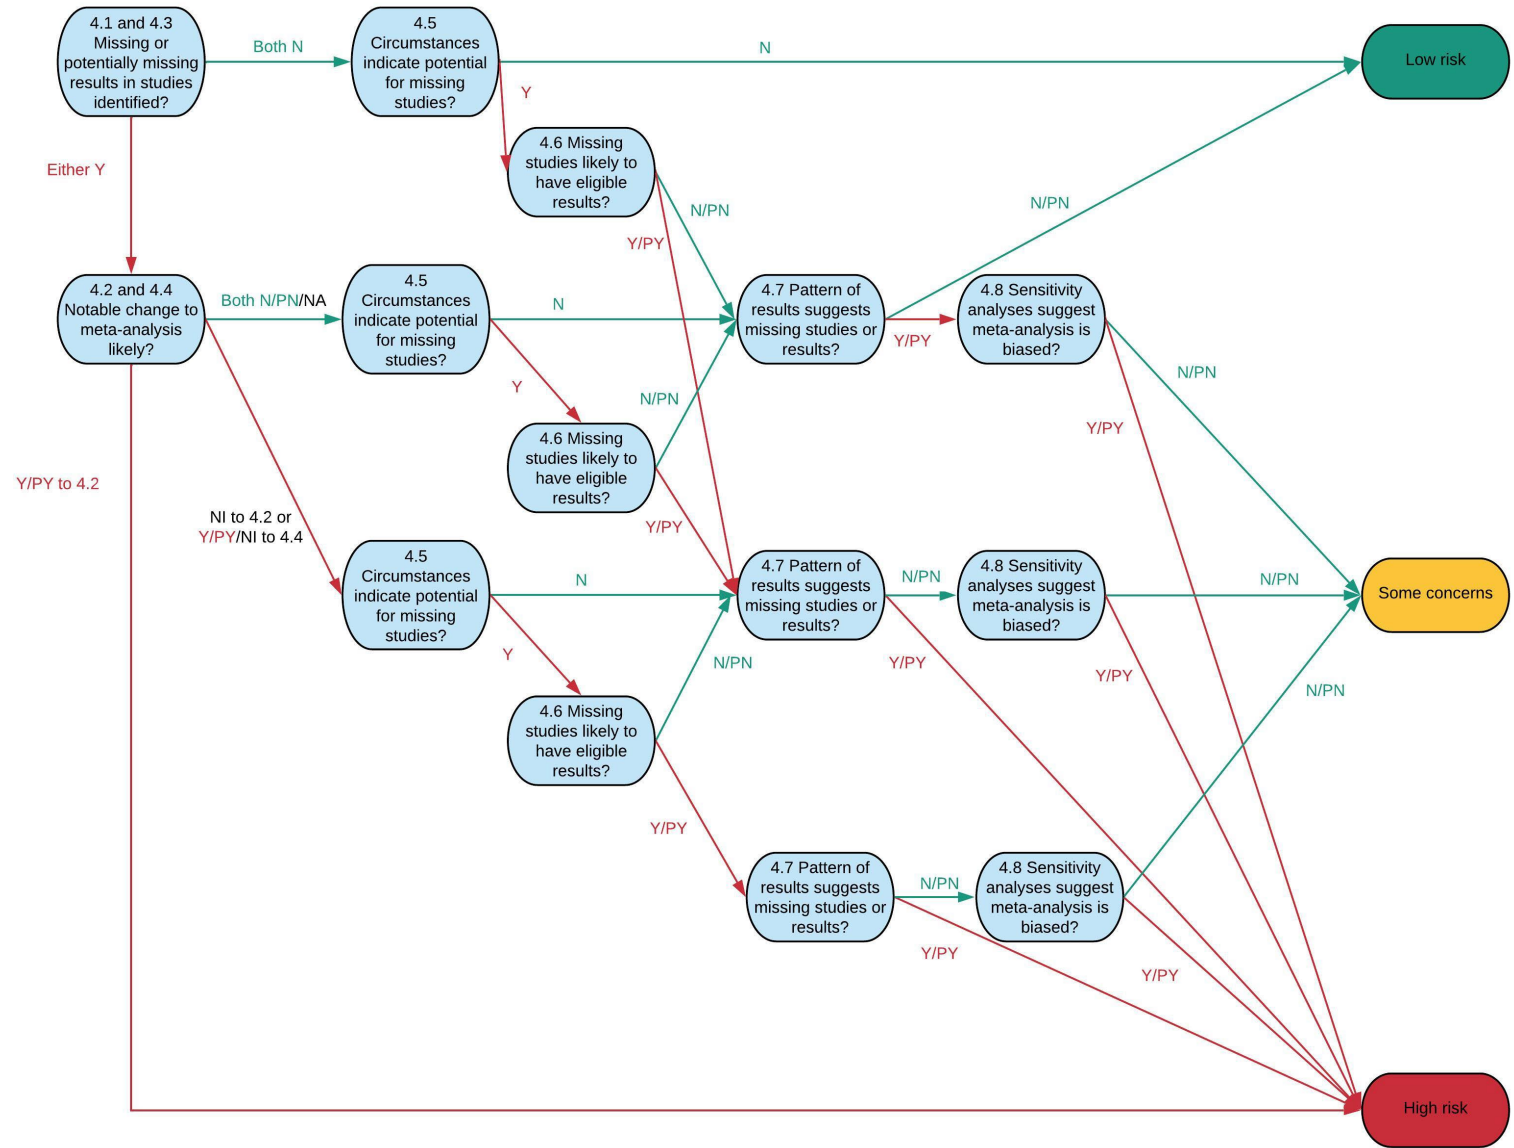 4.1 and 4.3
Missing or
potentially missing
results in studies
identified?
Both N
4.5
Circumstances
indicate potential
for missing
studies?
N
Low risk
Y
4.6 Missing
studies likely to
have eligible
results?
Either Y
N/PN
Y/PY
N/PN
4.2 and 4.4
Notable change to
meta-analysis
likely?
Both N/PN/NA
4.5
Circumstances
indicate potential
for missing
studies?
N
4.7 Pattern of
results suggests
missing studies or
results?
Y/PY
4.8 Sensitivity
analyses suggest
meta-analysis is
biased?
N/PN
Y
N/PN
Y/PY
4.6 Missing
studies likely to
have eligible
results?
Y/PY to 4.2
NI to 4.2 or
Y/PY/NI to 4.4
Y/PY
4.5
Circumstances
indicate potential
for missing
studies?
N
4.7 Pattern of
results suggests
missing studies or
results?
N/PN
4.8 Sensitivity
analyses suggest
meta-analysis is
biased?
N/PN
Some concerns
Y
N/PN
Y/PY
Y/PY
N/PN
4.6 Missing
studies likely to
have eligible
results?
Y/PY
4.7 Pattern of
results suggests
missing studies or
results?
N/PN
4.8 Sensitivity
analyses suggest
meta-analysis is
biased?
Y/PY
Y/PY
High risk